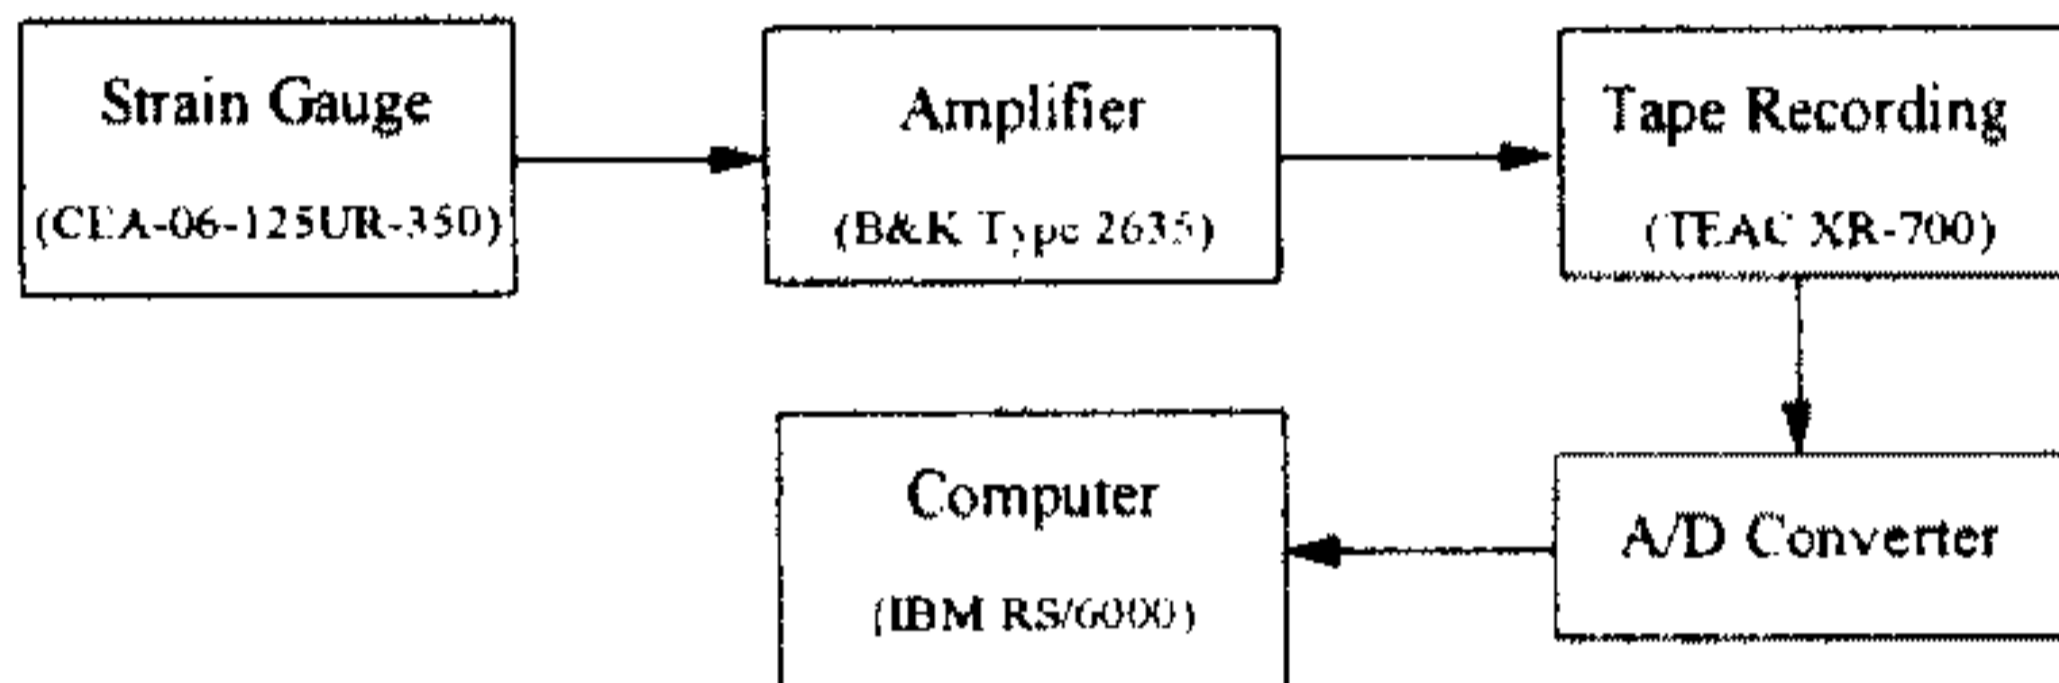 Strain Gauge
(CEA-06-125UR-350)
Amplifier
(B&K Type 2635)
Tape Recording
(TEAC XR-700)
A/D Converter
Computer
(IBM RS/6000)